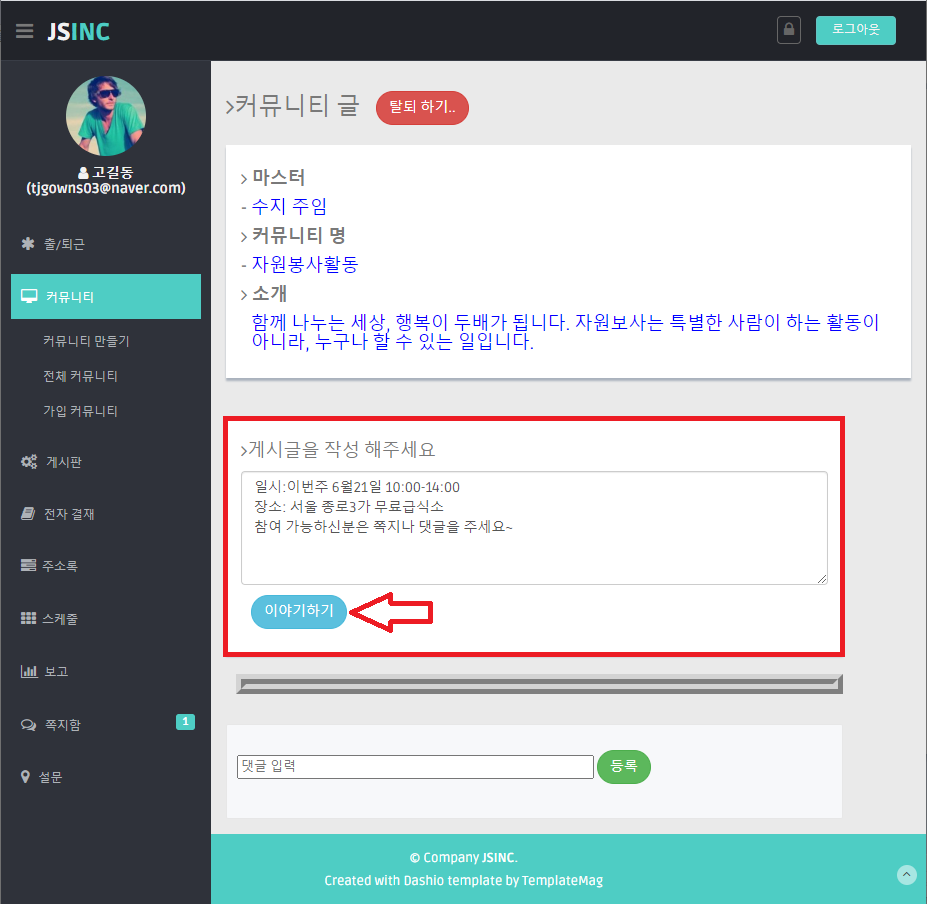 JSINC
로그아웃
고길동
(tjgowns03@naver.com)
출/퇴근
커뮤니티
커뮤니티 만들기
전체 커뮤니티
가입 커뮤니티
게시판
전자 결재
주소록
스케줄
보고
쪽지함
1
설문
>커뮤니티 글
탈퇴 하기..
> 마스터
- 수지 주임
> 커뮤니티 명
- 자원봉사활동
> 소개
함께 나누는 세상, 행복이 두배가 됩니다. 자원보사는 특별한 사람이 하는 활동이
아니라, 누구나 할 수 있는 일입니다.
>게시글을 작성 해주세요
일시:이번주 6월21일 10:00-14:00
장소: 서울 종로3가 무료급식소
참여 가능하신분은 쪽지나 댓글을 주세요~
이야기하기
댓글 입력
등록
© Company JSINC.
Created with Dashio template by TemplateMag